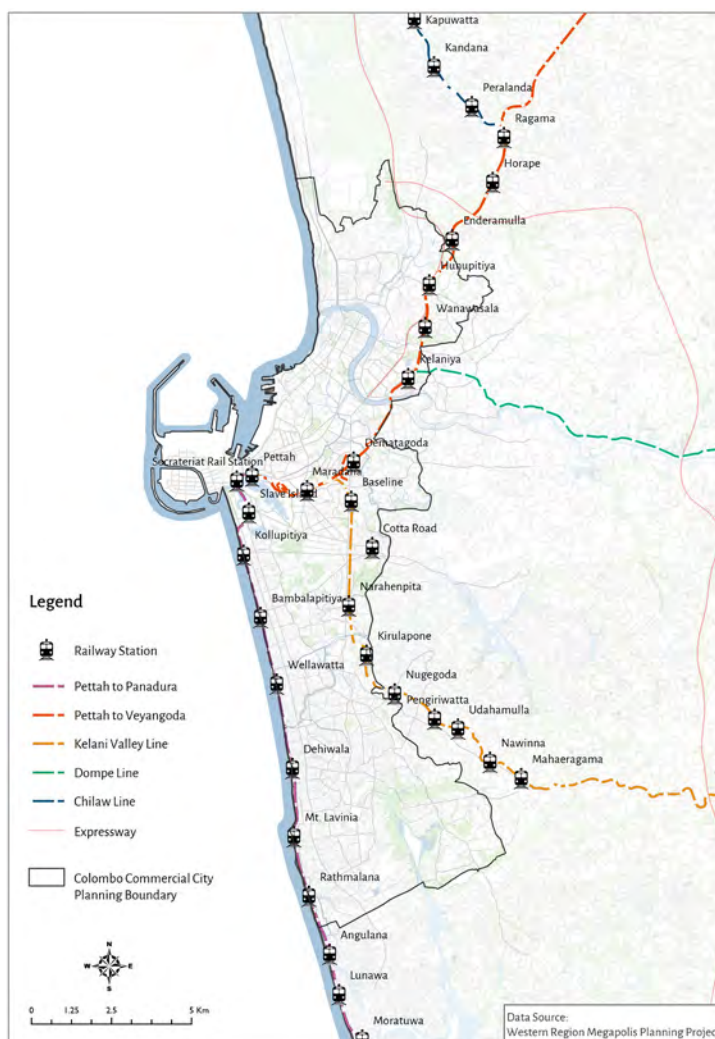 Kapuwatta
Kandana
Peralanda
Ragama
Horape
Enderamulla
Hunupitiya
Wanawasala
Kelaniya
Dematagoda
Pettah
Maradana
Socrateriat Rail Station
Baseline
Slave Island
Kollupitiya
Cotta Road
Narahenpita
Bambalapitiya
Kirulapone
Wellawatta
Nugegoda
Pengiriwatta
Udahamulla
Nawinna
Mahaeragama
Dehiwala
Mt. Lavinia
Rathmalana
Angulana
Lunawa
Moratuwa
Legend
Railway Station
Pettah to Panadura
Pettah to Veyangoda
Kelani Valley Line
Dompe Line
Chilaw Line
Expressway
Colombo Commercial City
Planning Boundary
N
W E
S
0 1.25 2.5 5 Km
Data Source:
Western Region Megapolis Planning Projec